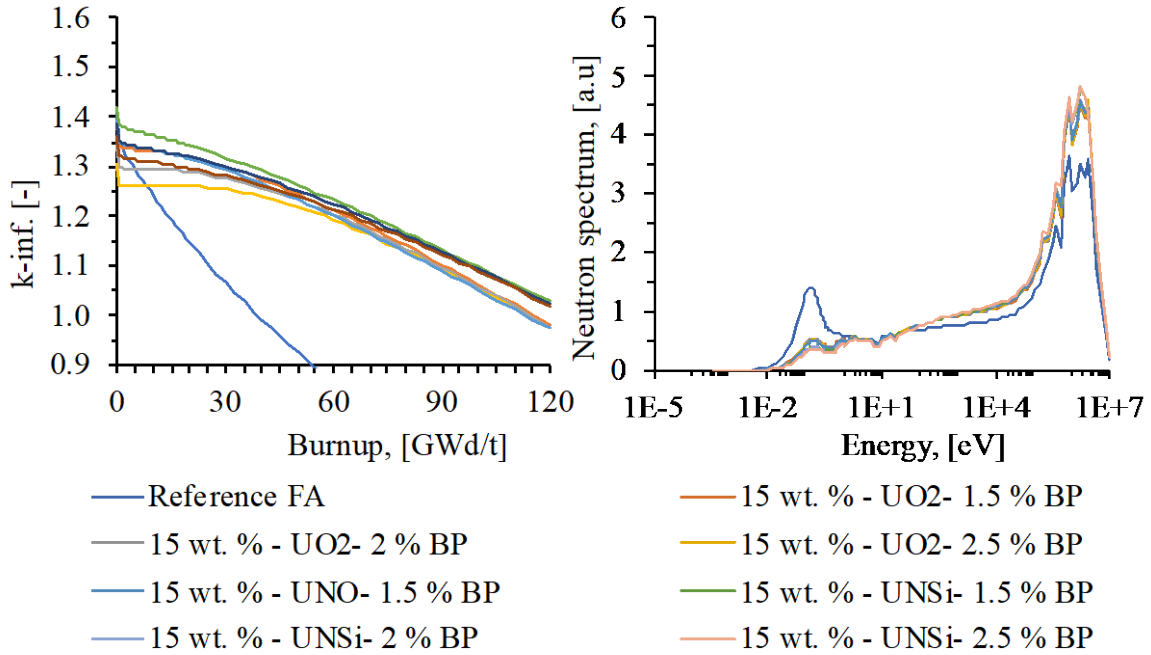 k-inf. [-]
1.6
1.5
1.4
1.3
1.2
1.1
1.0
0.9
0 30 60 90 120
Burnup, [GWd/t]
Neutron spectrum, [a.u]
6
5
4
3
2
1
0
1E-5 1E-2 1E+1 1E+4 1E+7
Energy, [eV]
Reference FA
15 wt. % - UO2- 1.5 % BP
15 wt. % - UO2- 2 % BP
15 wt. % - UO2- 2.5 % BP
15 wt. % - UNO- 1.5 % BP
15 wt. % - UNSi- 1.5 % BP
15 wt. % - UNSi- 2 % BP
15 wt. % - UNSi- 2.5 % BP